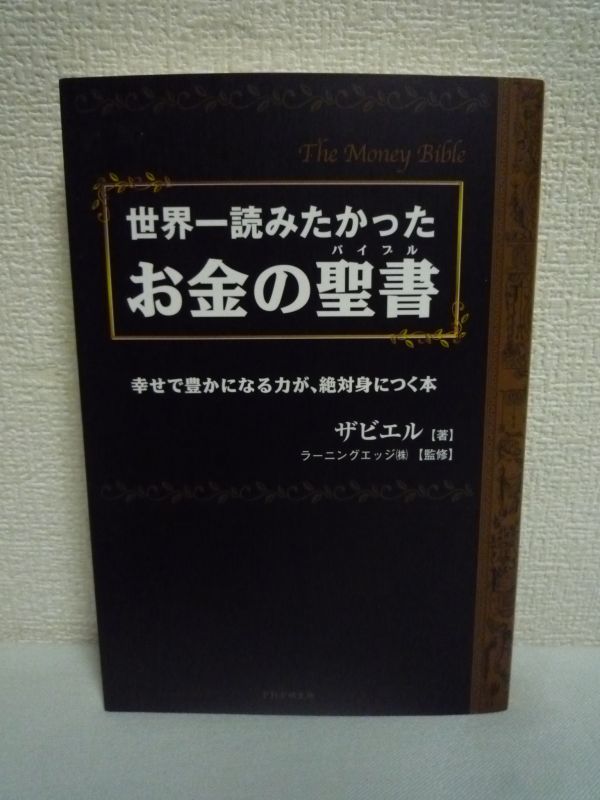 The Money Bible
世界一読みたかった
お金の聖書
バイブル
幸せで豊かになる力が、絶対身につく本
ザビエル【著】
ラーニングエッジ㈱【監修】